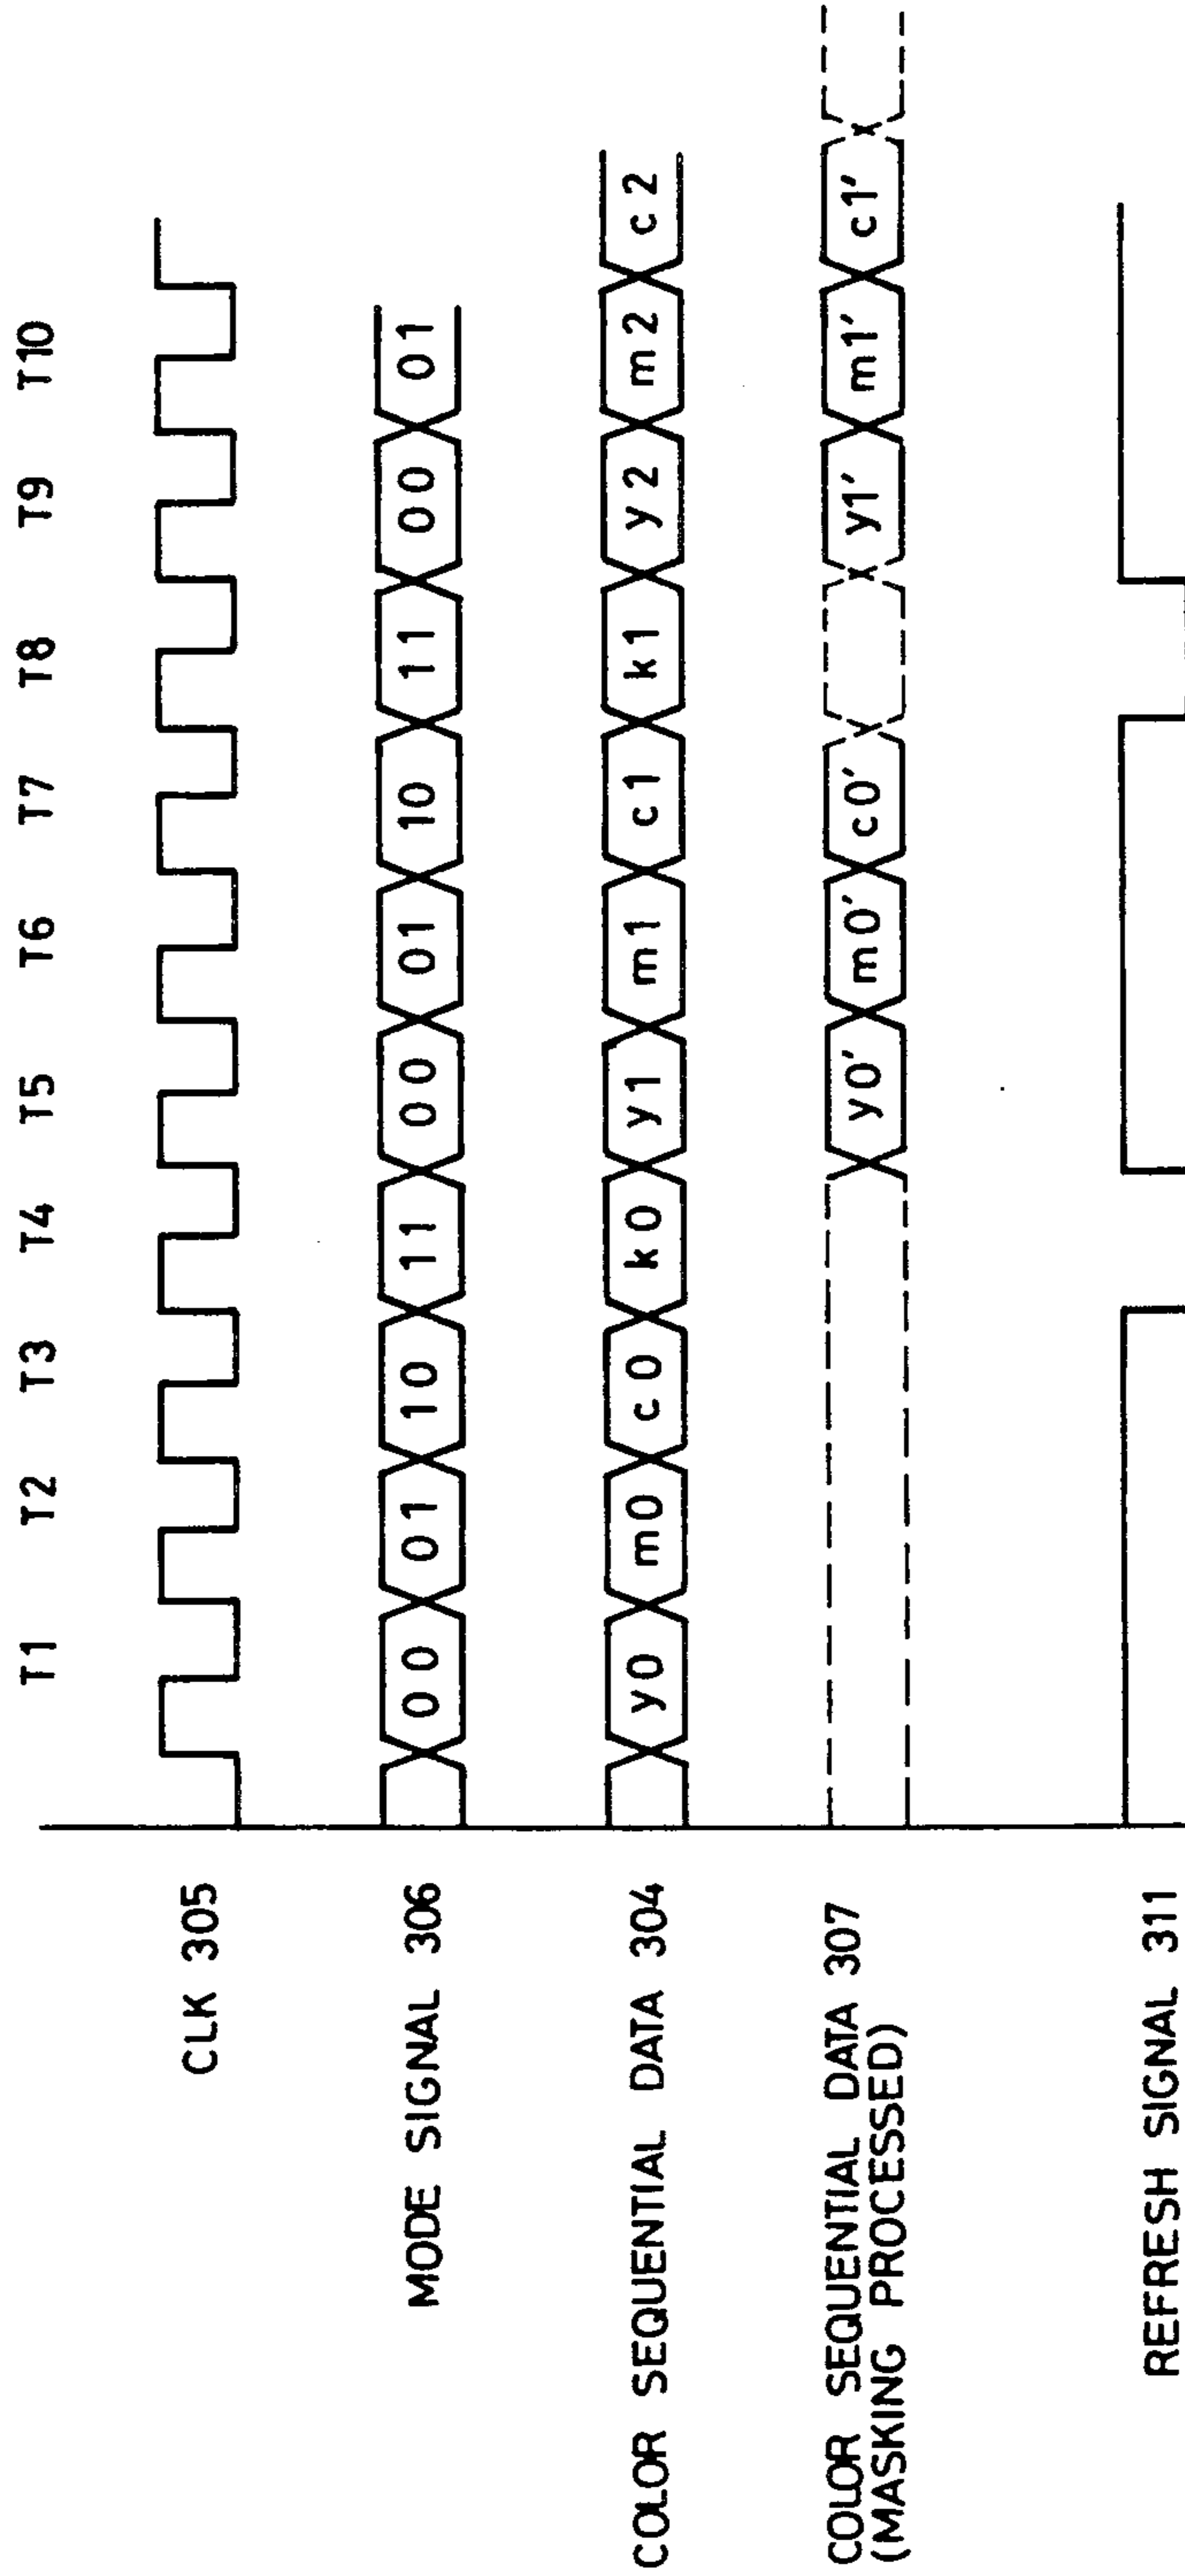 T1 T2 T3 T4 T5 T6 T7 T8 T9 T10
CLK 305
MODE SIGNAL 306 00 01 10 11 00 01 10 11 00 01
COLOR SEQUENTIAL DATA 304 y0 m0 c0 k0 y1 m1 c1 k1 y2 m2 c2
COLOR SEQUENTIAL DATA 307 y0' m0' c0' y1' m1' c1'
(MASKING PROCESSED)
REFRESH SIGNAL 311